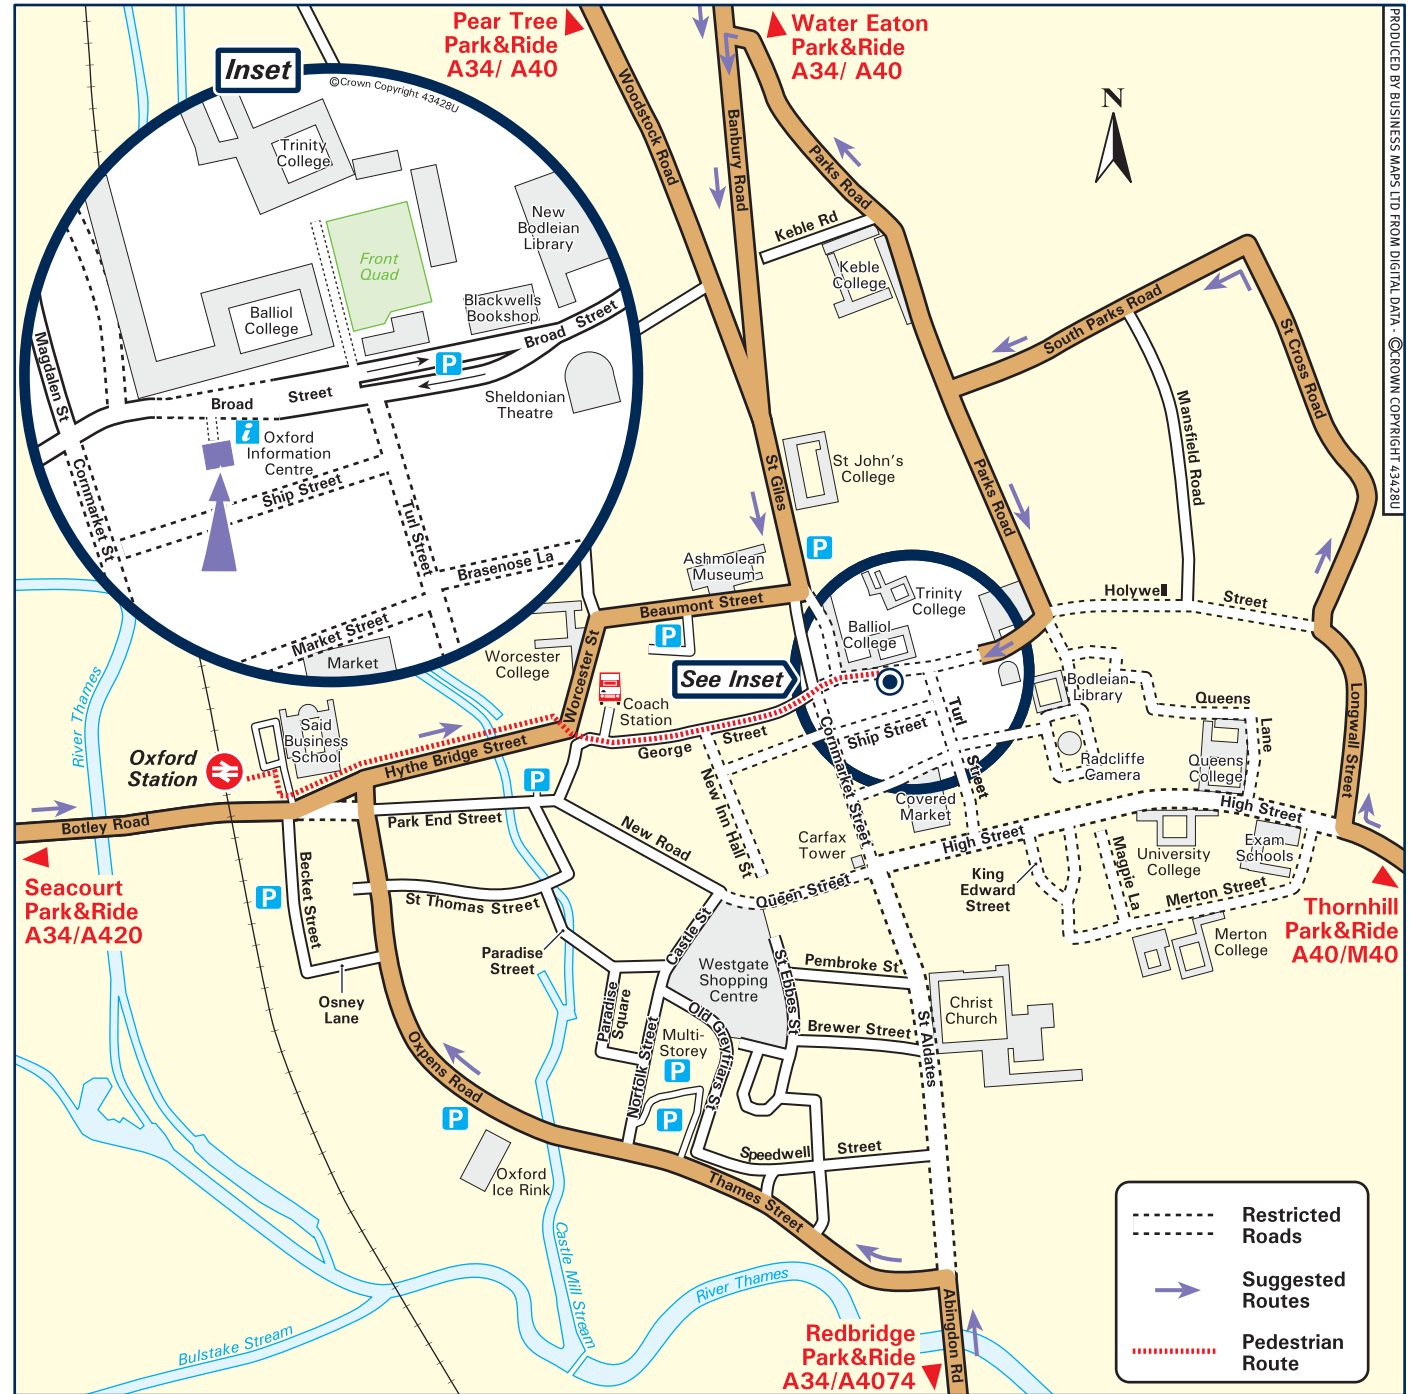 Pear Tree
Park&Ride
A34/ A40
Water Eaton
Park&Ride
A34/ A40
PRODUCED BY BUSINESS MAPS LTD FROM DIGITAL DATA - ©CROWN COPYRIGHT 43428U
N
Inset
©Crown Copyright 43428U
Trinity
College
New
Bodleian
Library
Front
Quad
Balliol
College
Blackwells
Bookshop
Broad Street
P
Sheldonian
Theatre
Magdalen St
Broad
Street
i
Oxford
Information
Centre
Ship Street
Cornmarket St
Turl Street
Brasenose La
Market Street
Market
Woodstock Road
Banbury Road
Parks Road
Keble Rd
Keble
College
South Parks Road
St Cross Road
Mansfield Road
Parks Road
St Giles
St John's
College
P
Ashmolean
Museum
Beaumont Street
P
Trinity
College
Balliol
College
Holywell
Street
Worcester
College
Worcester St
See Inset
Coach
Station
George
Street
Cornmarket Street
Ship Street
Turl
Street
Bodleian
Library
Radcliffe
Camera
Queens
Lane
Queens
College
Longwall Street
River Thames
Said
Business
School
Oxford
Station
Hythe Bridge Street
P
Botley Road
Park End Street
New Road
New Inn Hall St
Covered
Market
Carfax
Tower
High Street
High Street
Queen Street
King
Edward
Street
Magpie La
University
College
Exam
Schools
Merton Street
Merton
College
Seacourt
Park&Ride
A34/A420
Thornhill
Park&Ride
A40/M40
P
Becket Street
St Thomas Street
Paradise
Street
Osney
Lane
Castle St
Westgate
Shopping
Centre
St Ebbes St
Pembroke St
Brewer Street
Christ
Church
St Aldates
Paradise
Square
Norfolk Street
Old Greyfriars St
Multi-
Storey
P
P
P
Oxpens Road
Oxford
Ice Rink
Speedwell
Street
Thames Street
Castle Mill Stream
River Thames
Bulstake Stream
Abingdon Rd
Redbridge
Park&Ride
A34/A4074
Restricted
Roads
Suggested
Routes
Pedestrian
Route